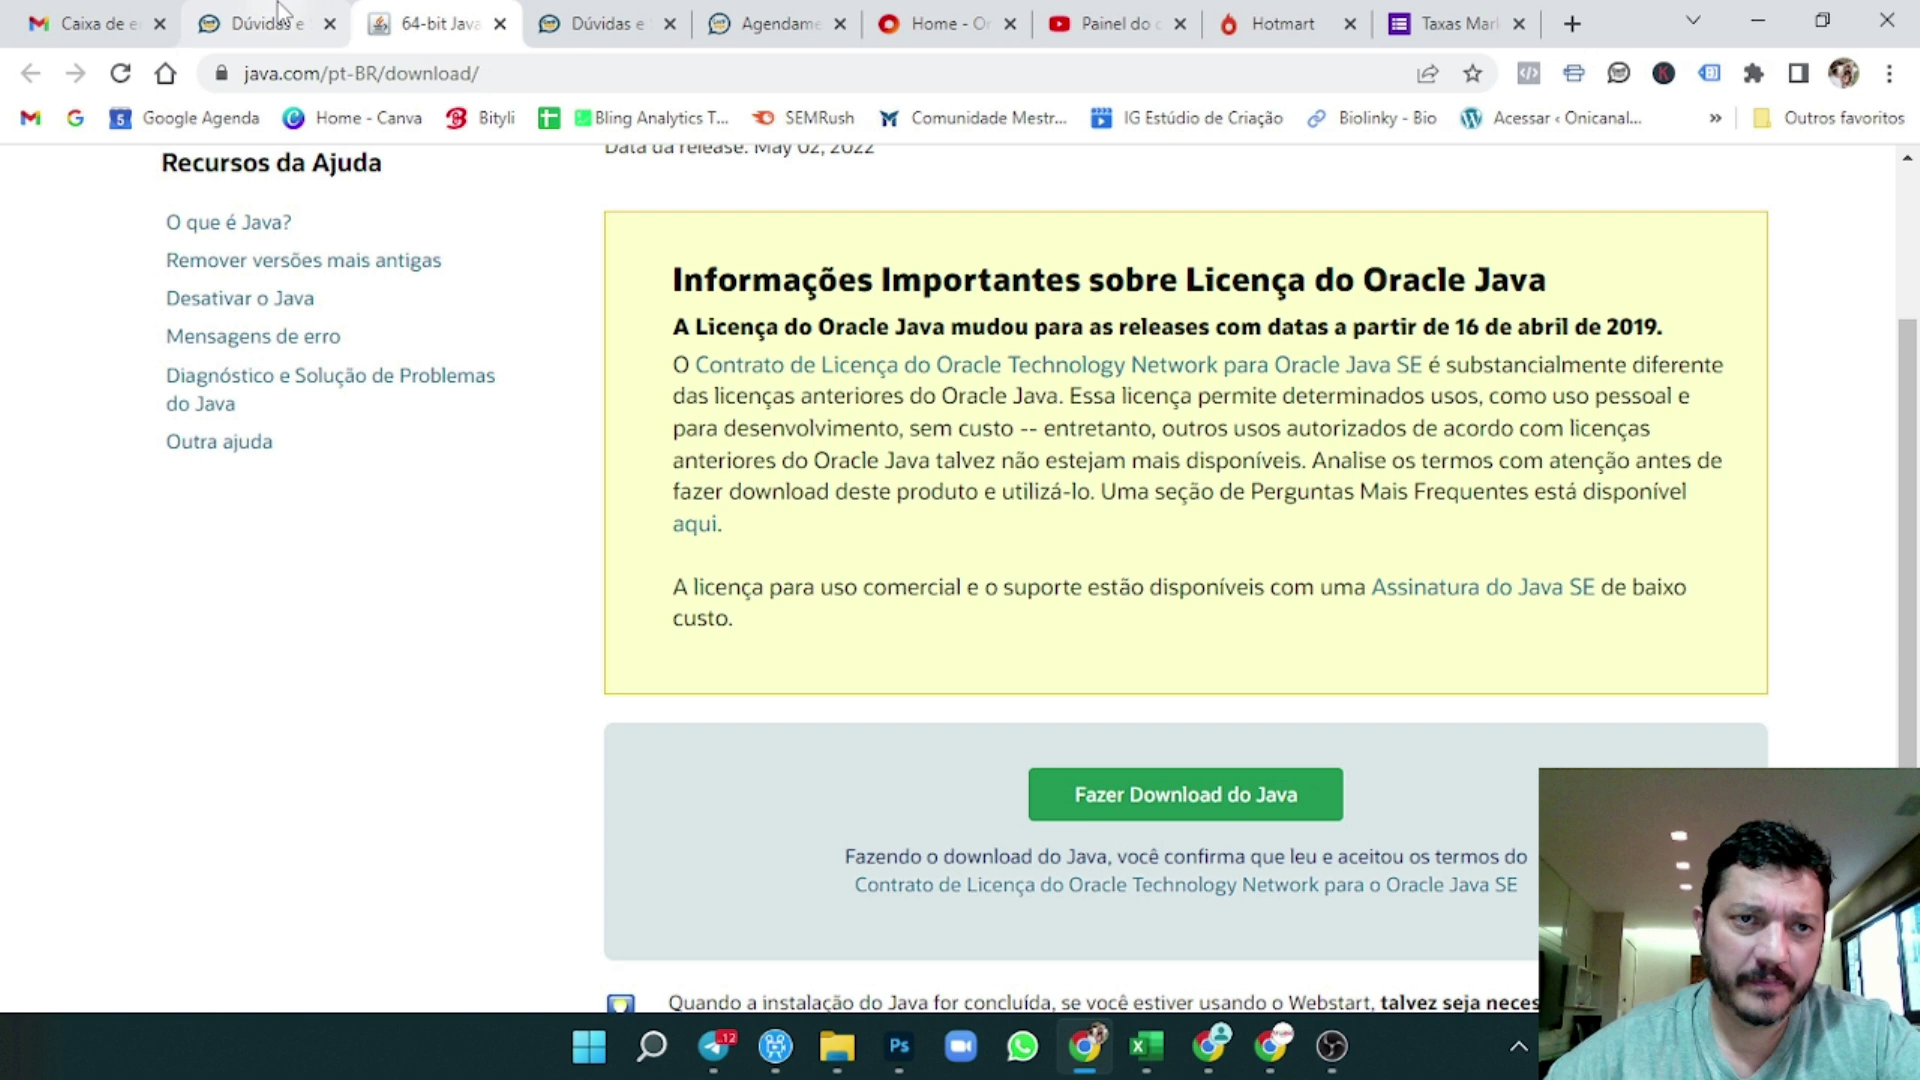 Caixa de e
Dúvidas e
64-bit Java
Dúvidas e
Agendame
Home - Or
Painel do c
Hotmart
Taxas Mark
java.com/pt-BR/download/
5
Google Agenda
Home - Canva
Bityli
Bling Analytics T...
SEMRush
Comunidade Mestr...
IG Estúdio de Criação
Biolinky - Bio
Acessar ‹ Onicanal...
»
Outros favoritos
Recursos da Ajuda
O que é Java?
Remover versões mais antigas
Desativar o Java
Mensagens de erro
Diagnóstico e Solução de Problemas
do Java
Outra ajuda
Data da release: May 02, 2022
Informações Importantes sobre Licença do Oracle Java
A Licença do Oracle Java mudou para as releases com datas a partir de 16 de abril de 2019.
O Contrato de Licença do Oracle Technology Network para Oracle Java SE é substancialmente diferente
das licenças anteriores do Oracle Java. Essa licença permite determinados usos, como uso pessoal e
para desenvolvimento, sem custo -- entretanto, outros usos autorizados de acordo com licenças
anteriores do Oracle Java talvez não estejam mais disponíveis. Analise os termos com atenção antes de
fazer download deste produto e utilizá-lo. Uma seção de Perguntas Mais Frequentes está disponível
aqui.
A licença para uso comercial e o suporte estão disponíveis com uma Assinatura do Java SE de baixo
custo.
Fazer Download do Java
Fazendo o download do Java, você confirma que leu e aceitou os termos do
Contrato de Licença do Oracle Technology Network para o Oracle Java SE
Quando a instalação do Java for concluída, se você estiver usando o Webstart, talvez seja neces
..12
Ps